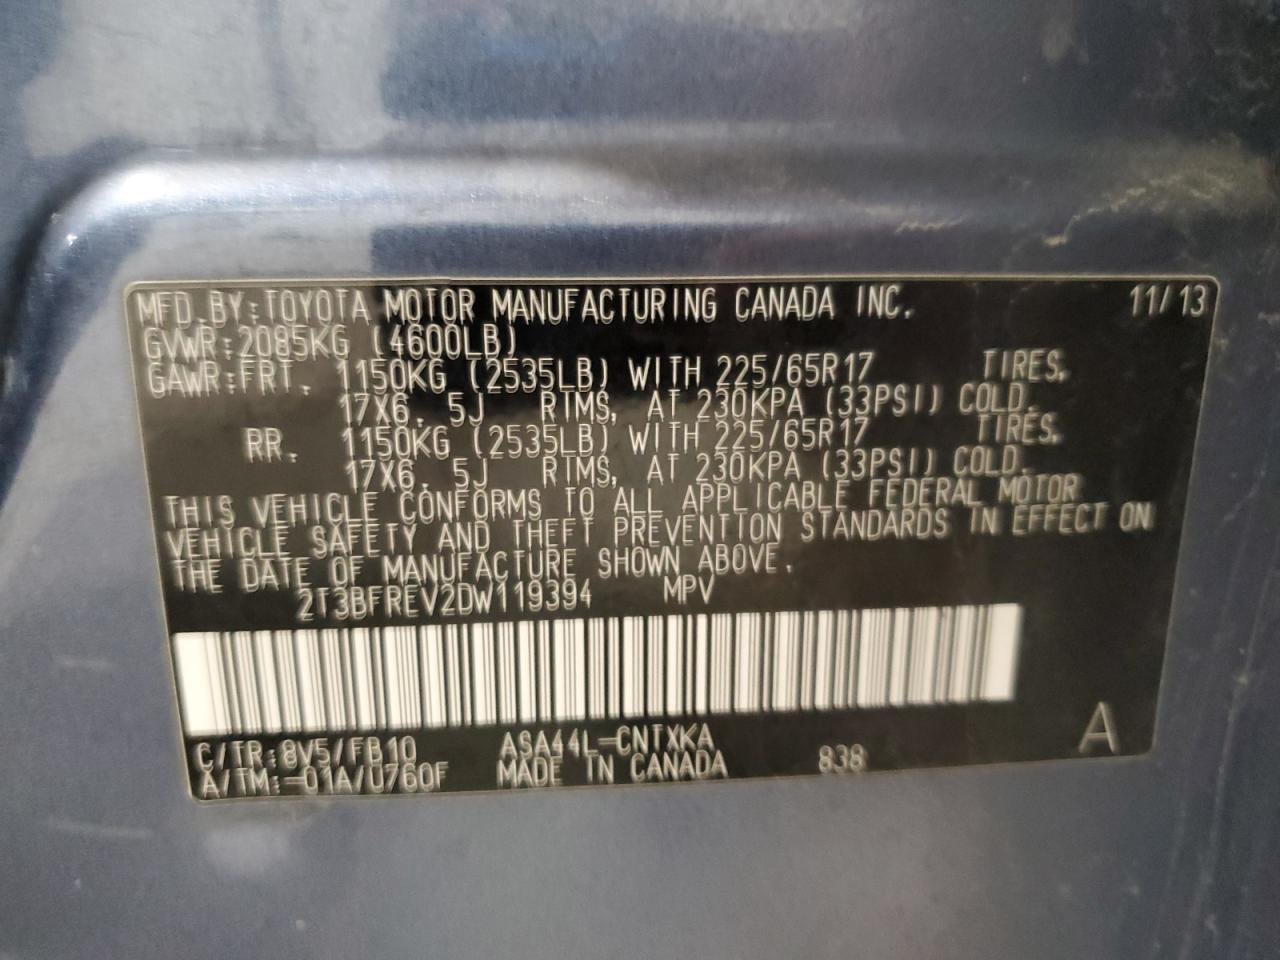 MFD. BY: TOYOTA MOTOR MANUFACTURING CANADA INC. 11/13
GVWR: 2085KG (4600LB)
GAWR: FRT. 1150KG (2535LB) WITH 225/65R17 TIRES,
17X6. 5J RIMS, AT 230KPA (33PSI) COLD.
RR. 1150KG (2535LB) WITH 225/65R17 TIRES,
17X6. 5J RIMS, AT 230KPA (33PSI) COLD.
THIS VEHICLE CONFORMS TO ALL APPLICABLE FEDERAL MOTOR
VEHICLE SAFETY AND THEFT PREVENTION STANDARDS IN EFFECT ON
THE DATE OF MANUFACTURE SHOWN ABOVE.
2T3BFREV2DW119394 MPV
C/TR: 8V5/FB10 ASA44L-CNTXKA A
A/TM: -01A/U760F MADE IN CANADA 838